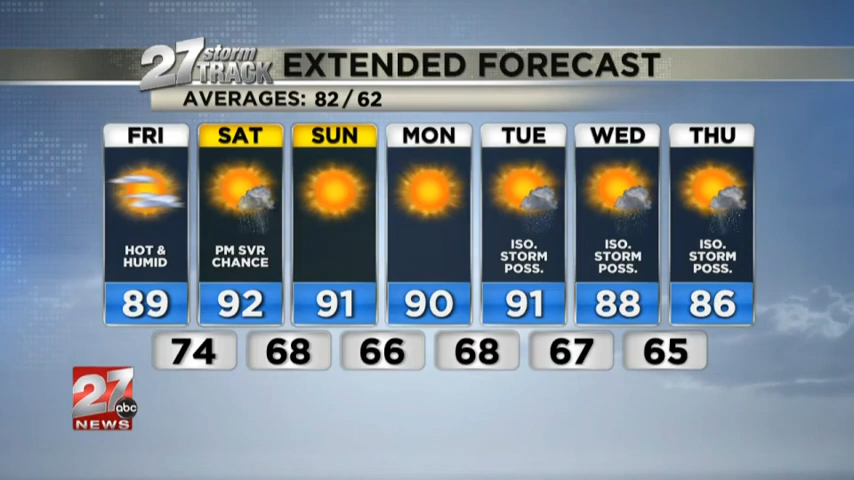 27 storm TRACK EXTENDED FORECAST
AVERAGES: 82/62
FRI SAT SUN MON TUE WED THU
HOT & HUMID
PM SVR CHANCE
ISO. STORM POSS.
ISO. STORM POSS.
ISO. STORM POSS.
89 92 91 90 91 88 86
74 68 66 68 67 65
27 abc
NEWS